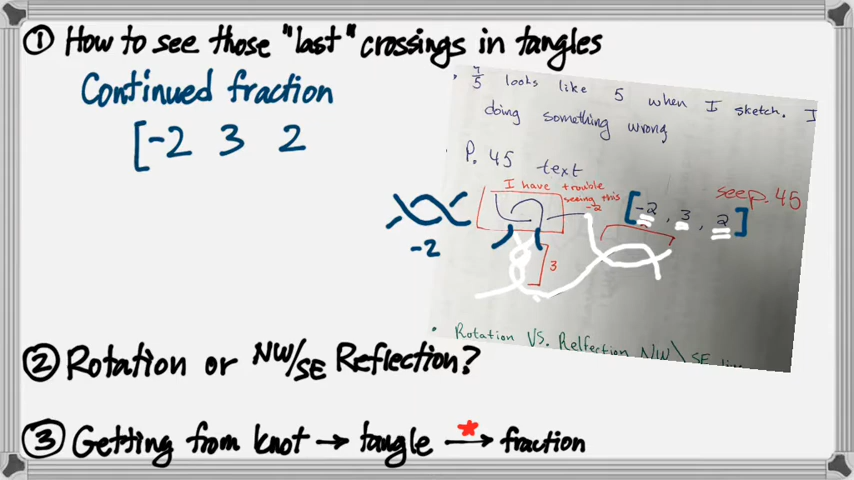 ① How to see those "last" crossings in tangles
Continued fraction
[-2 3 2
7/5 looks like 5 when I sketch. I
doing something wrong
P. 45 text
I have trouble
seeing this
-2
[-2, 3, 2]
see p. 45
-2
3
Rotation VS. Relfection NW\SE
② Rotation or NW/SE Reflection?
③ Getting from knot → tangle *→ fraction